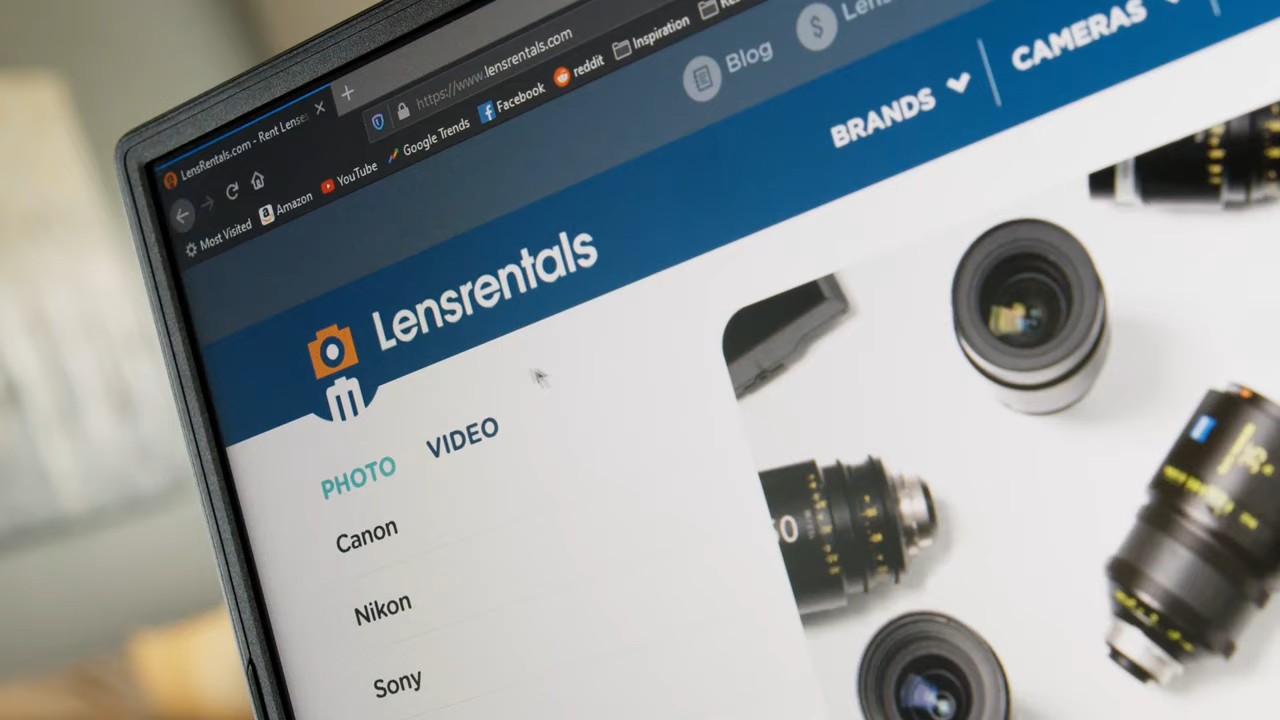 LensRentals.com - Rent Lense
https://www.lensrentals.com
Most Visited
Amazon
YouTube
Google Trends
Facebook
reddit
Inspiration
Blog
BRANDS
CAMERAS
Lensrentals
PHOTO
VIDEO
Canon
Nikon
Sony